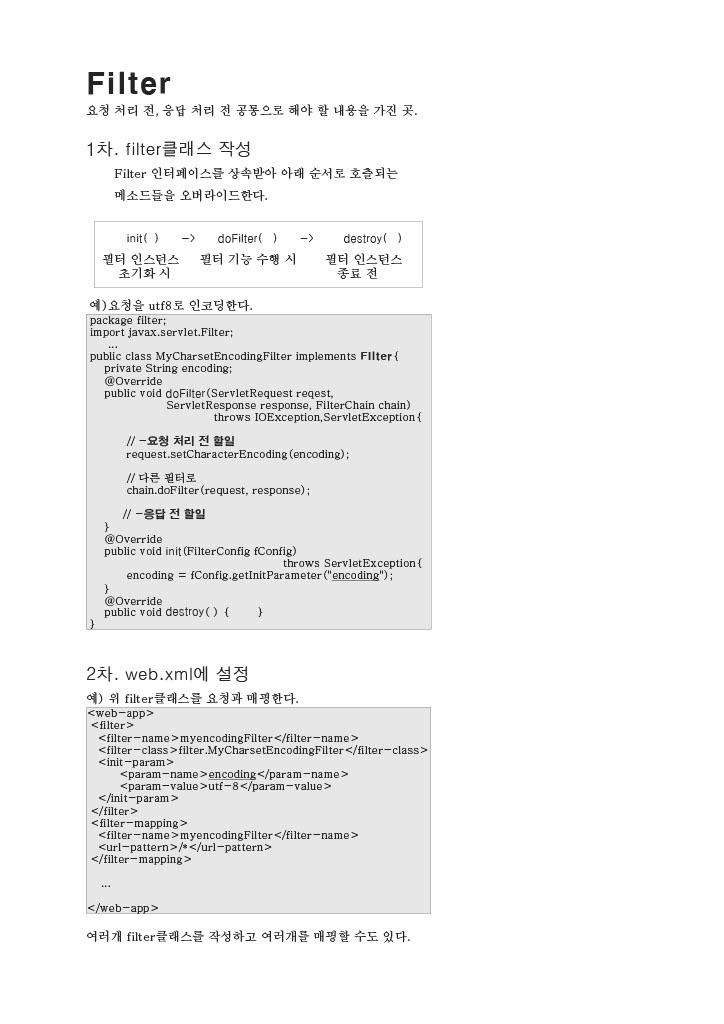 Filter
요청 처리 전, 응답 처리 전 공통으로 해야 할 내용을 가진 곳.
1차. filter클래스 작성
Filter 인터페이스를 상속받아 아래 순서로 호출되는
메소드들을 오버라이드한다.
init( ) -> doFilter( ) -> destroy( )
필터 인스턴스 필터 기능 수행 시 필터 인스턴스
초기화 시 종료 전
예)요청을 utf8로 인코딩한다.
package filter;
import javax.servlet.Filter;
...
public class MyCharsetEncodingFilter implements Filter{
private String encoding;
@Override
public void doFilter(ServletRequest reqest,
ServletResponse response, FilterChain chain)
throws IOException,ServletException{
// -요청 처리 전 할일
request.setCharacterEncoding(encoding);
// 다른 필터로
chain.doFilter(request, response);
// -응답 전 할일
}
@Override
public void init(FilterConfig fConfig)
throws ServletException{
encoding = fConfig.getInitParameter("encoding");
}
@Override
public void destroy( ) { }
}
2차. web.xml에 설정
예) 위 filter클래스를 요청과 매핑한다.
<web-app>
<filter>
<filter-name>myencodingFilter</filter-name>
<filter-class>filter.MyCharsetEncodingFilter</filter-class>
<init-param>
<param-name>encoding</param-name>
<param-value>utf-8</param-value>
</init-param>
</filter>
<filter-mapping>
<filter-name>myencodingFilter</filter-name>
<url-pattern>/*</url-pattern>
</filter-mapping>
...
</web-app>
여러개 filter클래스를 작성하고 여러개를 매핑할 수도 있다.